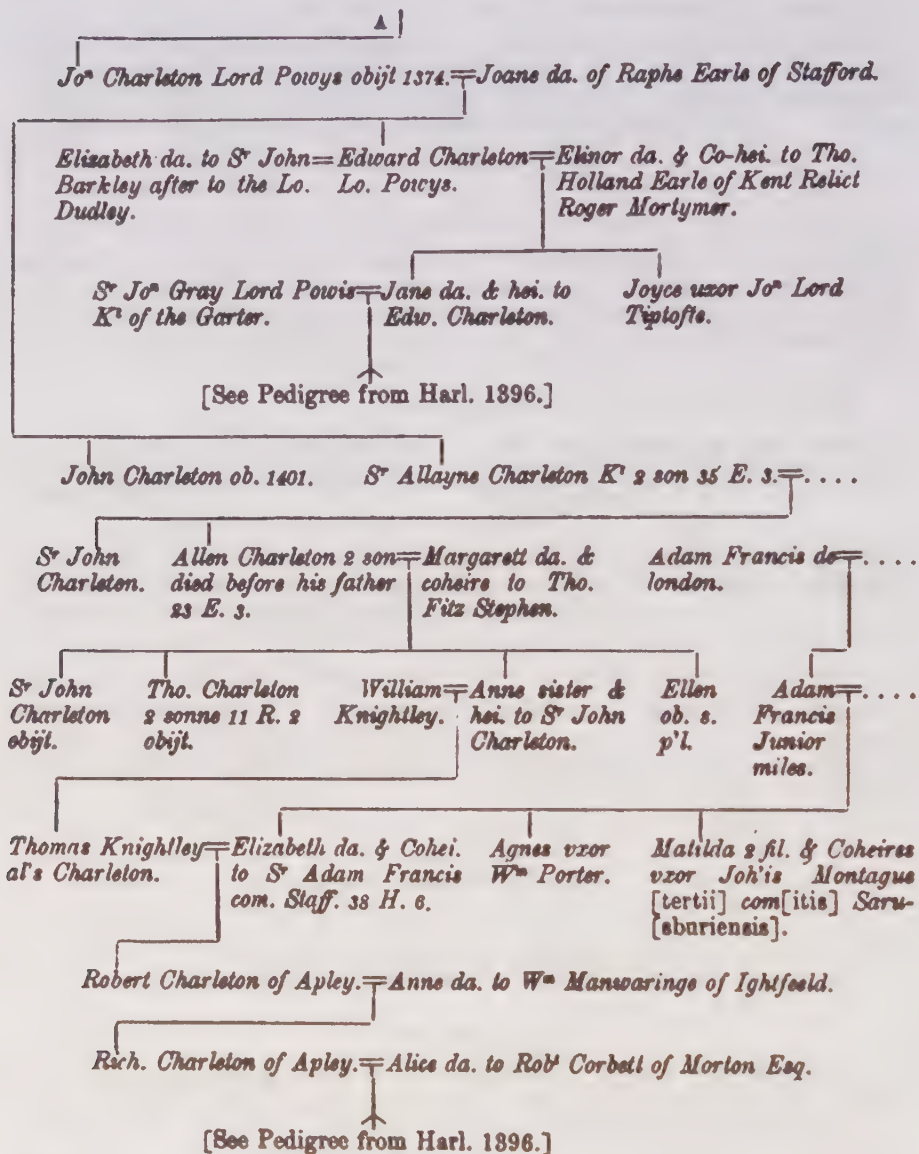 A
Joⁿ Charleton Lord Powys obijt 1374. Joane da. of Raphe Earle of Stafford.
Elizabeth da. to Sʳ John Barkley after to the Lo. Dudley.
Edward Charleton Lo. Powys.
Elinor da. & Co-hei. to Tho. Holland Earle of Kent Relict Roger Mortymer.
Sʳ Joⁿ Gray Lord Powis Kᵗ of the Garter.
Jane da. & hei. to Edw. Charleton.
Joyce uxor Joⁿ Lord Tiptofte.
[See Pedigree from Harl. 1896.]
John Charleton ob. 1401. Sʳ Allayne Charleton Kᵗ 2 son 35 E. 3. . . . .
Sʳ John Charleton.
Allen Charleton 2 son died before his father 23 E. 3.
Margarett da. & coheire to Tho. Fitz Stephen.
Adam Francis de london. . . . .
Sʳ John Charleton obijt.
Tho. Charleton 2 sonne 11 R. 2 obijt.
William Knightley.
Anne sister & hei. to Sʳ John Charleton.
Ellen ob. s. p'l.
Adam Francis Junior miles. . . . .
Thomas Knightley al's Charleton.
Elizabeth da. & Cohei. to Sʳ Adam Francis com. Staff. 38 H. 6.
Agnes vxor Wᵐ Porter.
Matilda 2 fil. & Coheires vxor Joh'is Montague [tertii] com[itis] Saru-[sburiensis].
Robert Charleton of Apley. Anne da. to Wᵐ Manwaringe of Ightfeeld.
Rich. Charleton of Apley. Alice da. to Robᵗ Corbett of Morton Esq.
[See Pedigree from Harl. 1896.]